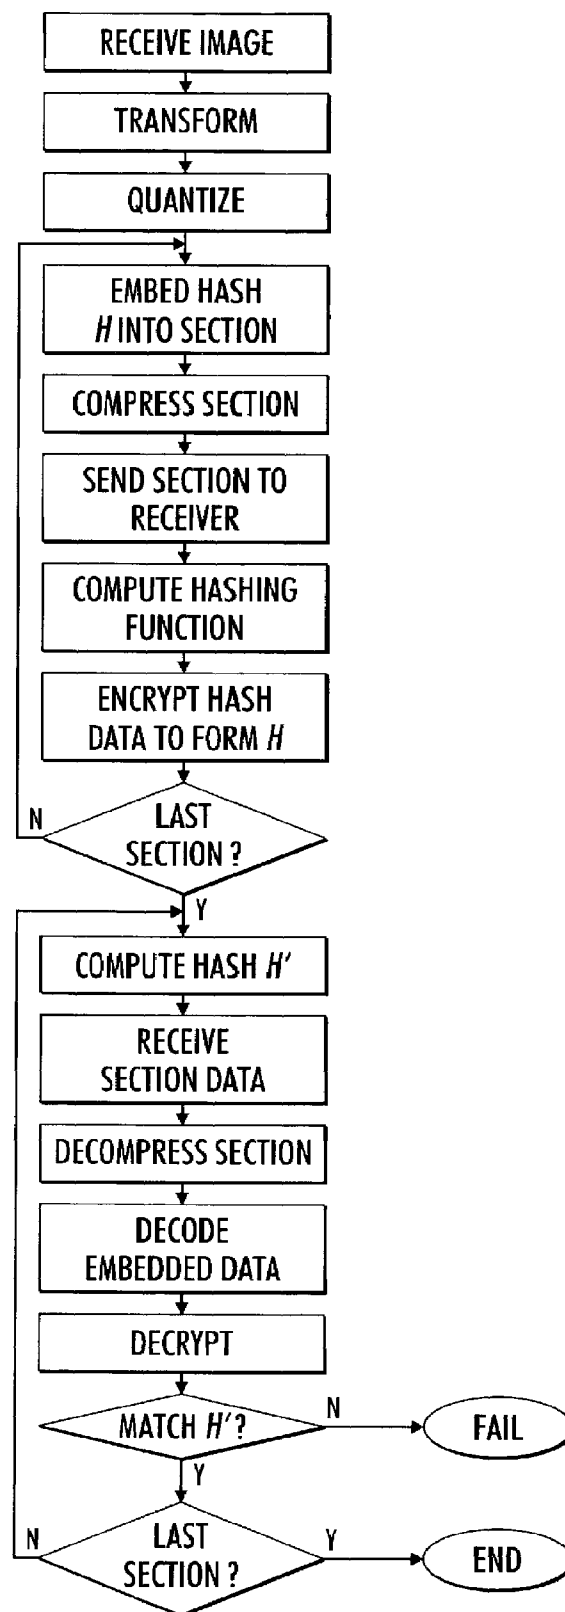 RECEIVE IMAGE
TRANSFORM
QUANTIZE
EMBED HASH
H INTO SECTION
COMPRESS SECTION
SEND SECTION TO
RECEIVER
COMPUTE HASHING
FUNCTION
ENCRYPT HASH
DATA TO FORM H
N
LAST
SECTION ?
Y
COMPUTE HASH H'
RECEIVE
SECTION DATA
DECOMPRESS SECTION
DECODE
EMBEDDED DATA
DECRYPT
MATCH H'?
N
FAIL
Y
N
LAST
SECTION ?
Y
END